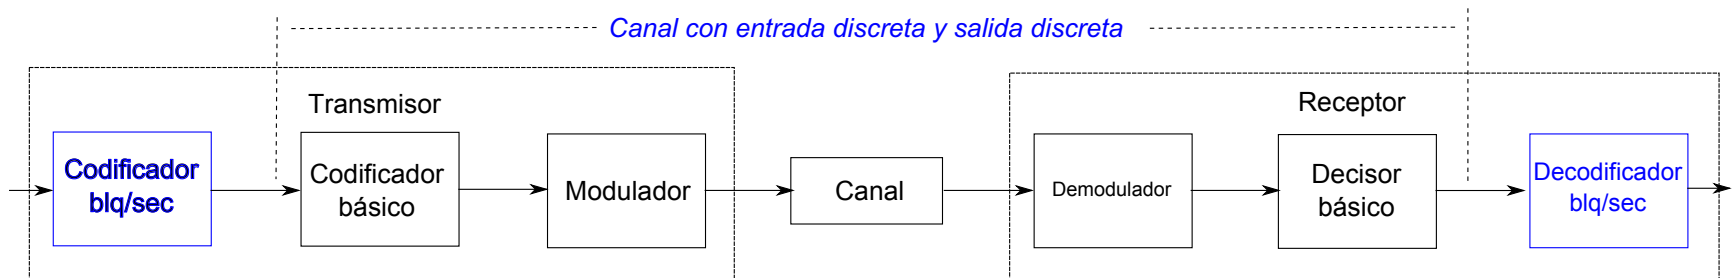 Canal con entrada discreta y salida discreta
Transmisor
Receptor
Codificador
blq/sec
Codificador
básico
Modulador
Canal
Demodulador
Decisor
básico
Decodificador
blq/sec